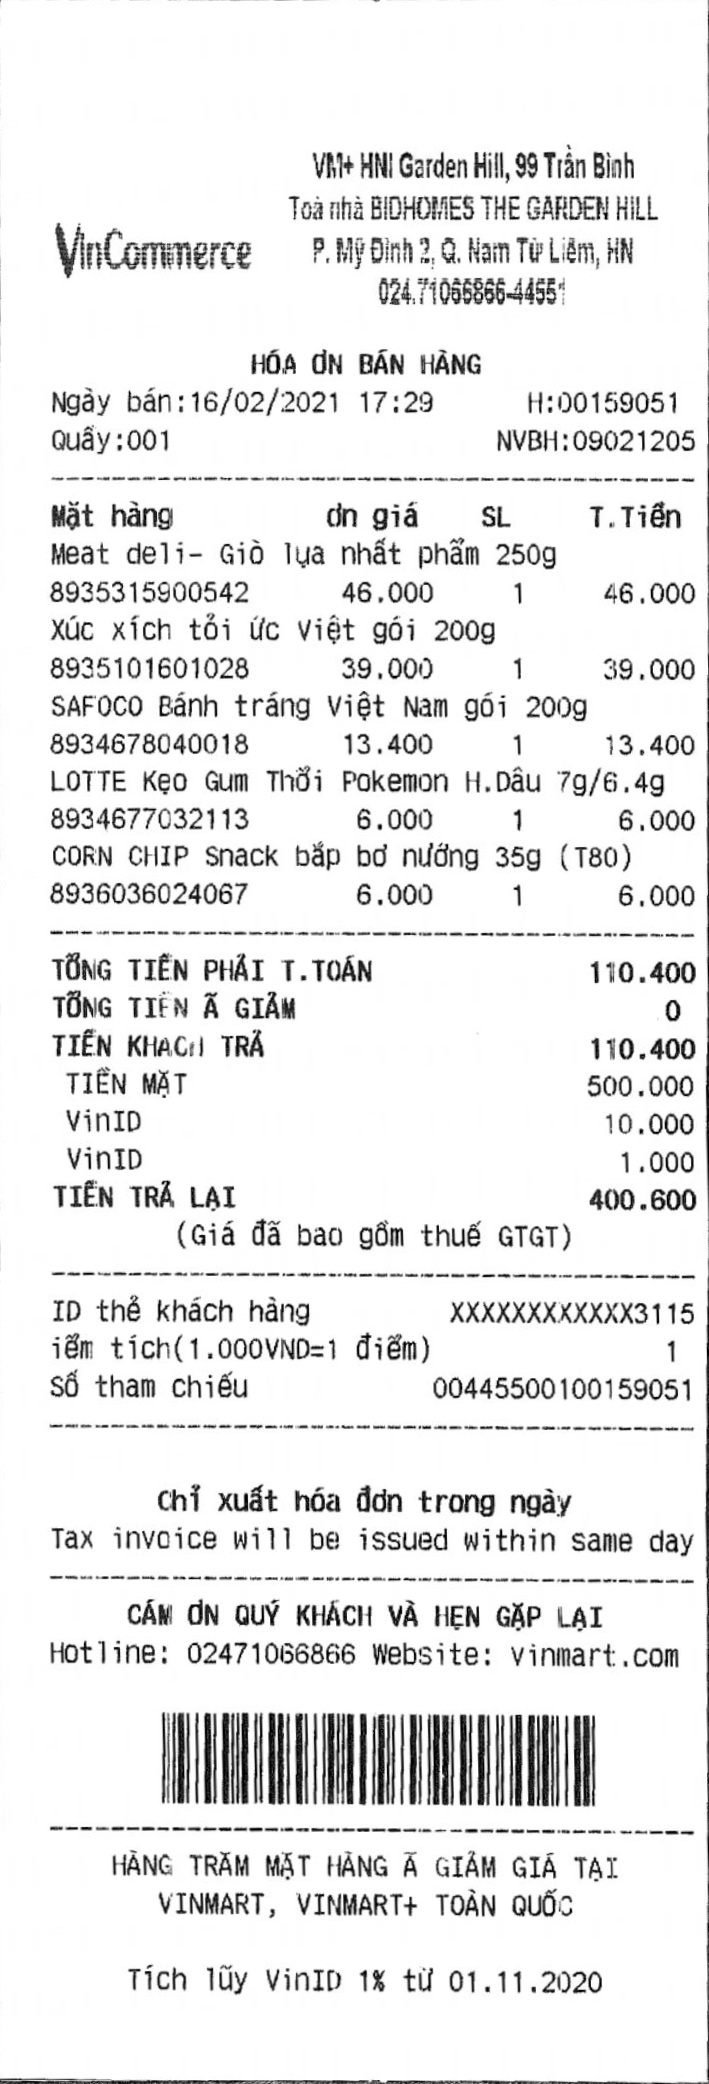 VM+ HNI Garden Hill, 99 Trần Bình
Toà nhà BIDHOMES THE GARDEN HILL
VinCommerce
P. Mỹ Đình 2, Q. Nam Từ Liêm, HN
024.71066866-44551
HÓA ƠN BÁN HÀNG
Ngày bán:16/02/2021 17:29 H:00159051
Quầy:001 NVBH:09021205
Mặt hàng ơn giá SL T.Tiền
Meat deli- Giò lụa nhất phẩm 250g
8935315900542 46.000 1 46.000
Xúc xích tỏi ức Việt gói 200g
8935101601028 39.000 1 39.000
SAFOCO Bánh tráng Việt Nam gói 200g
8934678040018 13.400 1 13.400
LOTTE Kẹo Gum Thổi Pokemon H.Dâu 7g/6.4g
8934677032113 6.000 1 6.000
CORN CHIP Snack bắp bơ nướng 35g (T80)
8936036024067 6.000 1 6.000
TỔNG TIỀN PHẢI T.TOÁN 110.400
TỔNG TIỀN Ã GIẢM 0
TIỀN KHÁCH TRẢ 110.400
TIỀN MẶT 500.000
VinID 10.000
VinID 1.000
TIỀN TRẢ LẠI 400.600
(Giá đã bao gồm thuế GTGT)
ID thẻ khách hàng XXXXXXXXXXXX3115
iểm tích(1.000VND=1 điểm) 1
Số tham chiếu 00445500100159051
Chỉ xuất hóa đơn trong ngày
Tax invoice will be issued within same day
CÁM ƠN QUÝ KHÁCH VÀ HẸN GẶP LẠI
Hotline: 02471066866 Website: vinmart.com
HÀNG TRĂM MẶT HÀNG Ã GIẢM GIÁ TẠI
VINMART, VINMART+ TOÀN QUỐC
Tích lũy VinID 1% từ 01.11.2020